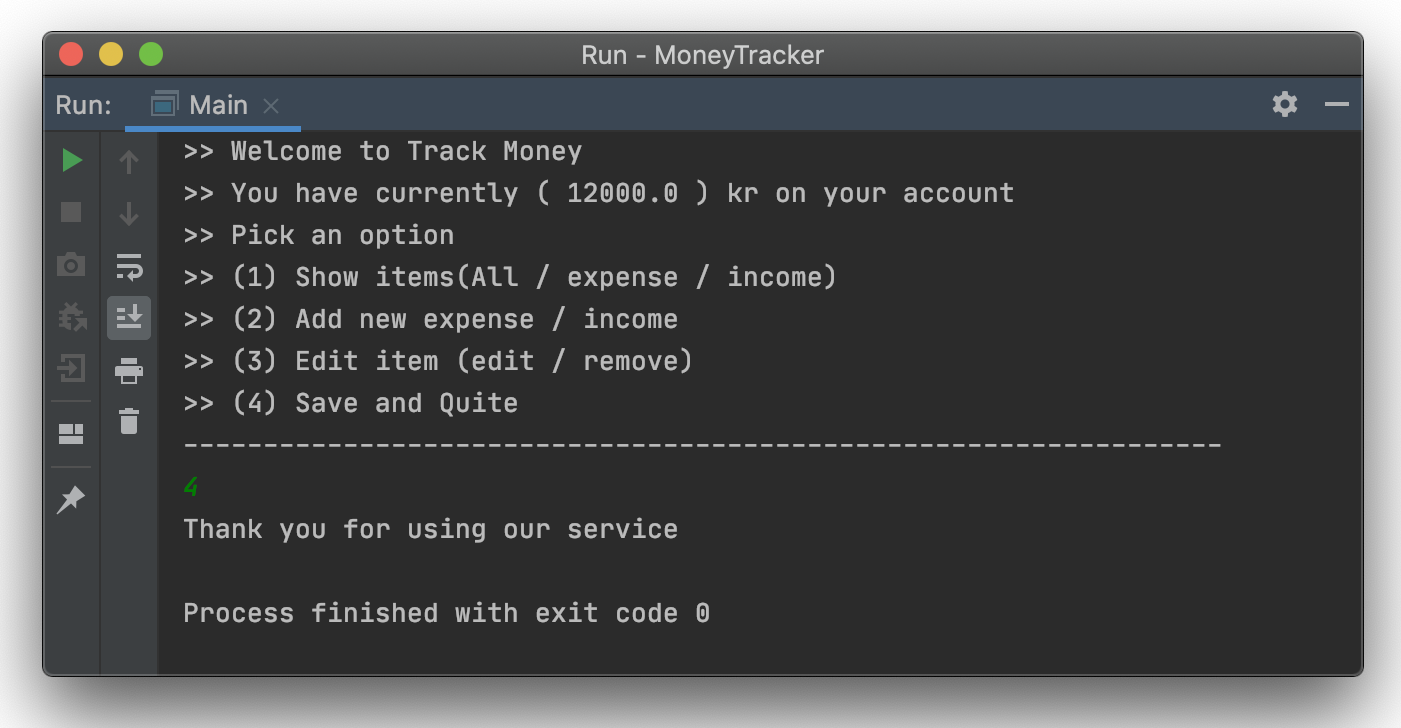 Run - MoneyTracker
Run: Main
>> Welcome to Track Money
>> You have currently ( 12000.0 ) kr on your account
>> Pick an option
>> (1) Show items(All / expense / income)
>> (2) Add new expense / income
>> (3) Edit item (edit / remove)
>> (4) Save and Quite
-----------------------------------------------------------------
4
Thank you for using our service
Process finished with exit code 0